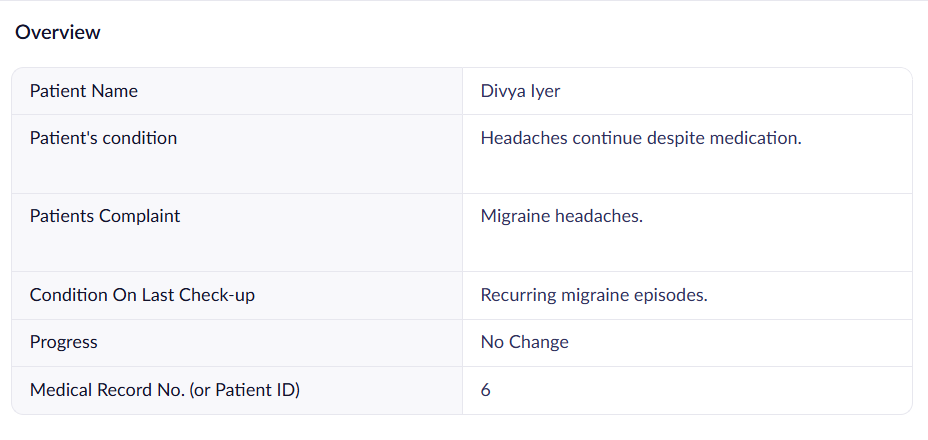 Overview
Patient Name Divya Iyer
Patient's condition Headaches continue despite medication.
Patients Complaint Migraine headaches.
Condition On Last Check-up Recurring migraine episodes.
Progress No Change
Medical Record No. (or Patient ID) 6